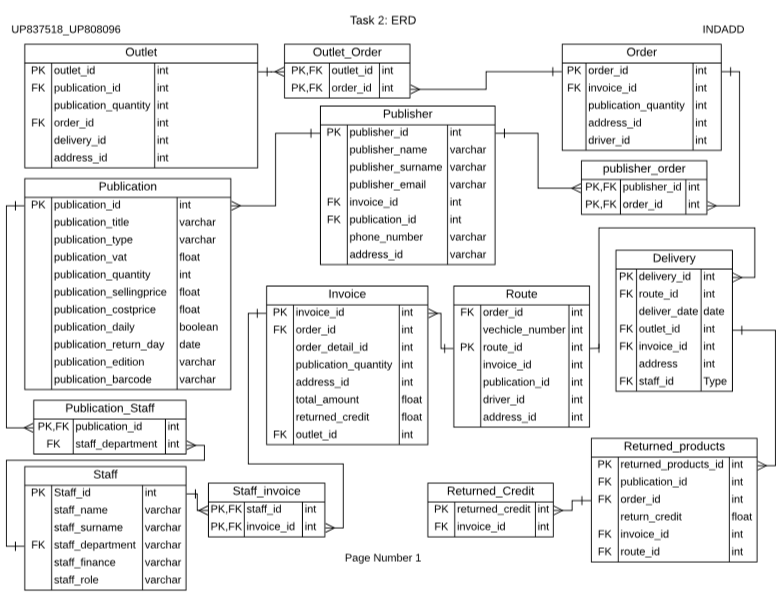 Task 2: ERD
UP837518_UP808096
INDADD
Outlet
PK outlet_id int
FK publication_id int
publication_quantity int
FK order_id int
delivery_id int
address_id int
Outlet_Order
PK,FK outlet_id int
PK,FK order_id int
Order
PK order_id int
FK invoice_id int
publication_quantity int
address_id int
driver_id int
Publisher
PK publisher_id int
publisher_name varchar
publisher_surname varchar
publisher_email varchar
FK invoice_id int
FK publication_id int
phone_number varchar
address_id varchar
publisher_order
PK,FK publisher_id int
PK,FK order_id int
Publication
PK publication_id int
publication_title varchar
publication_type varchar
publication_vat float
publication_quantity int
publication_sellingprice float
publication_costprice float
publication_daily boolean
publication_return_day date
publication_edition varchar
publication_barcode varchar
Delivery
PK delivery_id int
FK route_id int
deliver_date date
FK outlet_id int
FK invoice_id int
address int
FK staff_id Type
Invoice
PK invoice_id int
FK order_id int
order_detail_id int
publication_quantity int
address_id int
total_amount float
returned_credit float
FK outlet_id int
Route
FK order_id int
vechicle_number int
PK route_id int
invoice_id int
publication_id int
driver_id int
address_id int
Publication_Staff
PK,FK publication_id int
FK staff_department int
Staff
PK Staff_id int
staff_name varchar
staff_surname varchar
FK staff_department varchar
staff_finance varchar
staff_role varchar
Staff_invoice
PK,FK staff_id int
PK,FK invoice_id int
Returned_Credit
PK returned_credit int
FK invoice_id int
Returned_products
PK returned_products_id int
FK publication_id int
FK order_id int
return_credit float
FK invoice_id int
FK route_id int
Page Number 1